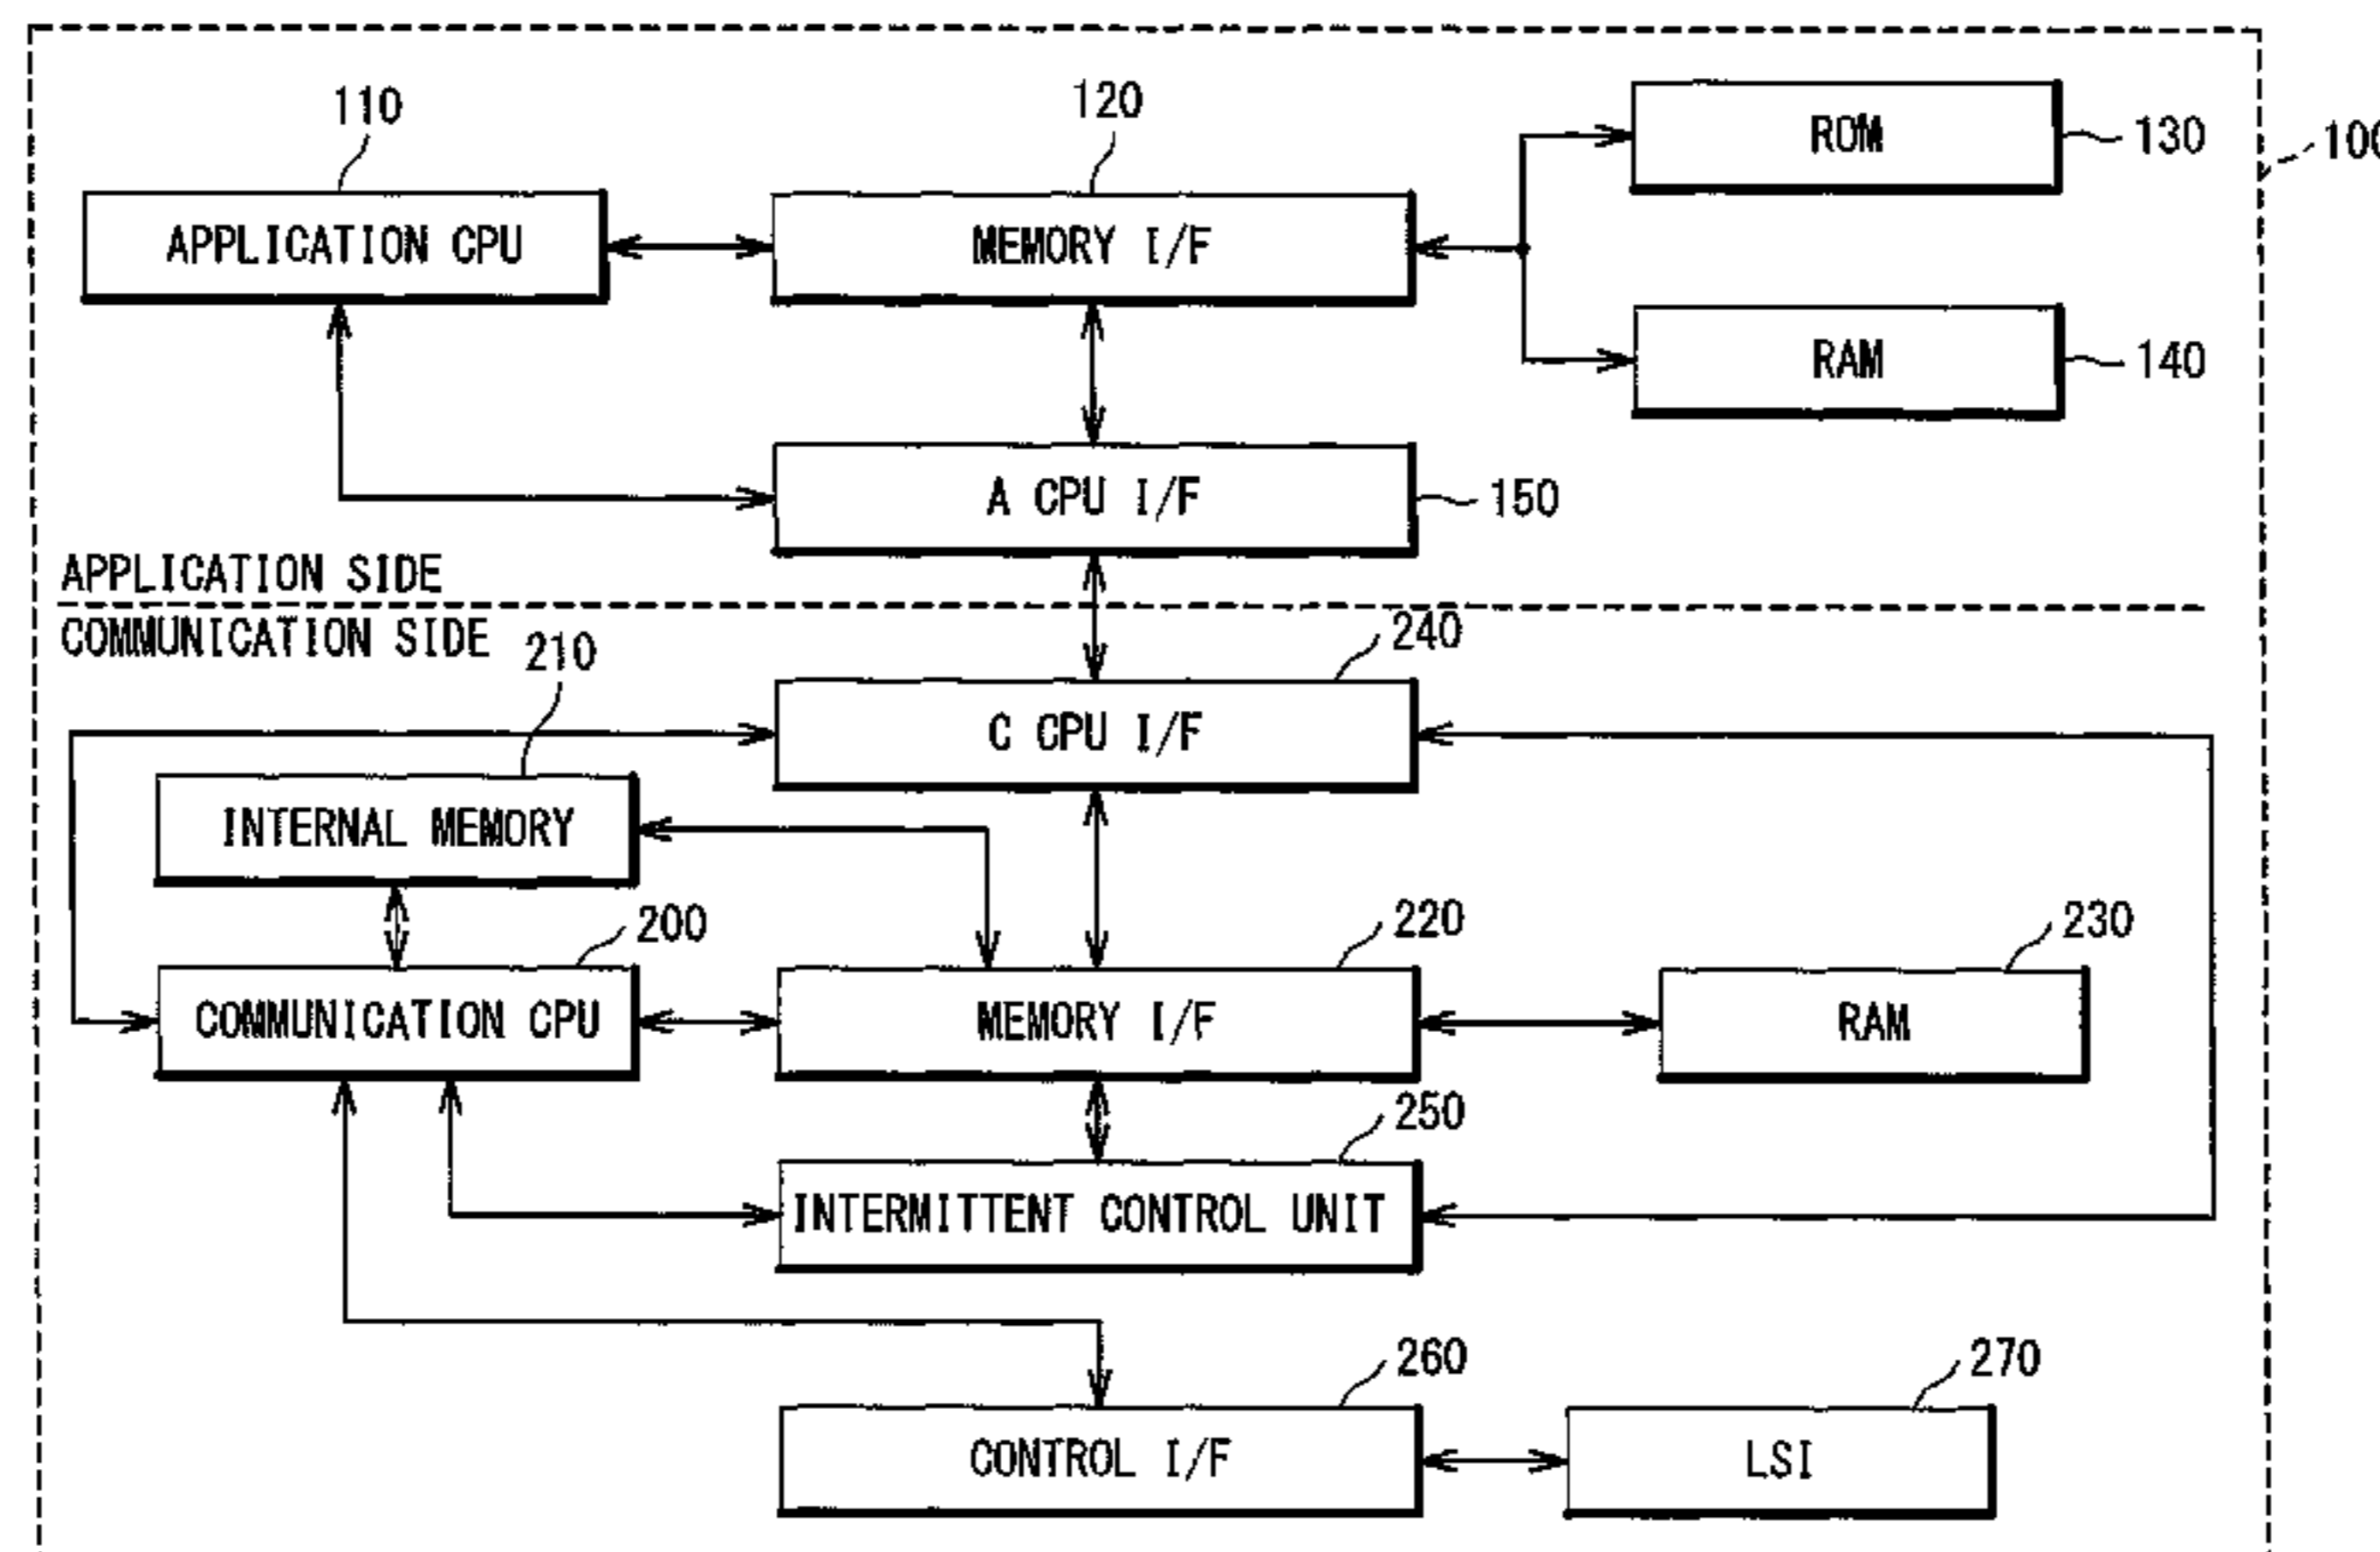 110
120
ROM
130
100
APPLICATION CPU
MEMORY I/F
RAM
140
A CPU I/F
150
APPLICATION SIDE
COMMUNICATION SIDE
210
240
C CPU I/F
INTERNAL MEMORY
200
220
230
COMMUNICATION CPU
MEMORY I/F
RAM
250
INTERMITTENT CONTROL UNIT
260
270
CONTROL I/F
LSI